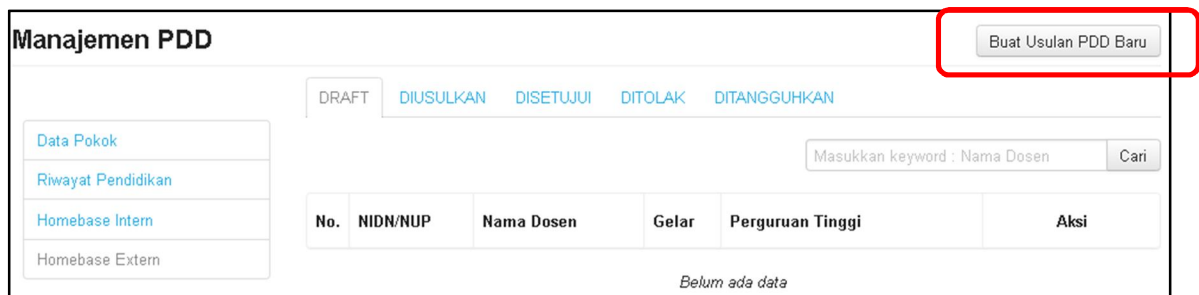 Manajemen PDD
Buat Usulan PDD Baru
DRAFT DIUSULKAN DISETUJUI DITOLAK DITANGGUHKAN
Data Pokok
Riwayat Pendidikan
Homebase Intern
Homebase Extern
Masukkan keyword : Nama Dosen Cari
No. NIDN/NUP Nama Dosen Gelar Perguruan Tinggi Aksi
Belum ada data